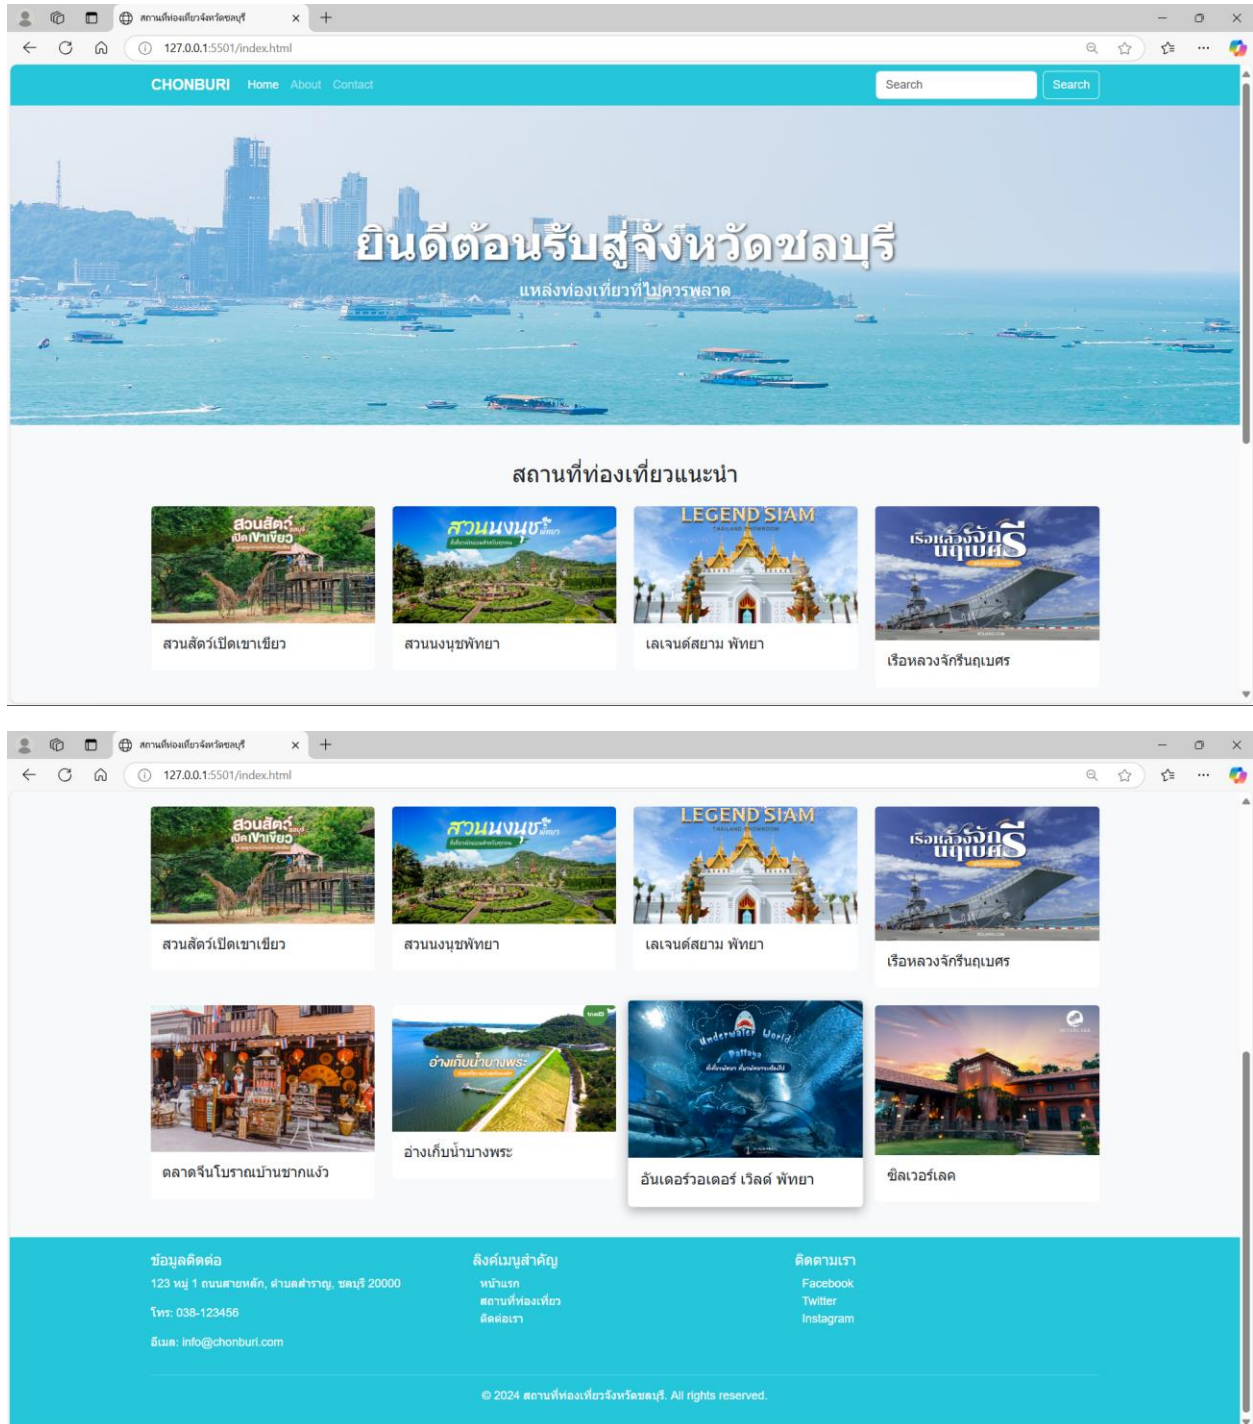 สถานที่ท่องเที่ยวจังหวัดชลบุรี
127.0.0.1:5501/index.html
CHONBURI Home About Contact
Search Search
ยินดีต้อนรับสู่จังหวัดชลบุรี
แหล่งท่องเที่ยวที่ไม่ควรพลาด
สถานที่ท่องเที่ยวแนะนำ
สวนสัตว์
เปิดเขาเขียว
ชลบุรี
สวนนงนุช พัทยา
LEGEND SIAM
THAILAND SHOWROOM
เรือหลวงจักรี
นฤเบศร
สวนสัตว์เปิดเขาเขียว
สวนนงนุชพัทยา
เลเจนด์สยาม พัทยา
เรือหลวงจักรีนฤเบศร
สถานที่ท่องเที่ยวจังหวัดชลบุรี
127.0.0.1:5501/index.html
สวนสัตว์
เปิดเขาเขียว
ชลบุรี
สวนนงนุช พัทยา
LEGEND SIAM
THAILAND SHOWROOM
เรือหลวงจักรี
นฤเบศร
สวนสัตว์เปิดเขาเขียว
สวนนงนุชพัทยา
เลเจนด์สยาม พัทยา
เรือหลวงจักรีนฤเบศร
trueID
อ่างเก็บน้ำบางพระ
Underwater World
Pattaya
ตลาดจีนโบราณบ้านชากแง้ว
อ่างเก็บน้ำบางพระ
อันเดอร์วอเตอร์ เวิลด์ พัทยา
ซิลเวอร์เลค
ข้อมูลติดต่อ
123 หมู่ 1 ถนนสายหลัก, ตำบลสำราญ, ชลบุรี 20000
โทร: 038-123456
อีเมล: info@chonburi.com
ลิงค์เมนูสำคัญ
หน้าแรก
สถานที่ท่องเที่ยว
ติดต่อเรา
ติดตามเรา
Facebook
Twitter
Instagram
© 2024 สถานที่ท่องเที่ยวจังหวัดชลบุรี. All rights reserved.